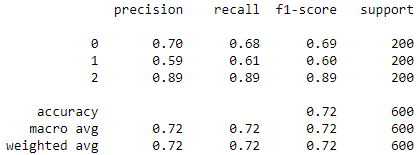 precision recall f1-score support
0 0.70 0.68 0.69 200
1 0.59 0.61 0.60 200
2 0.89 0.89 0.89 200
accuracy 0.72 600
macro avg 0.72 0.72 0.72 600
weighted avg 0.72 0.72 0.72 600